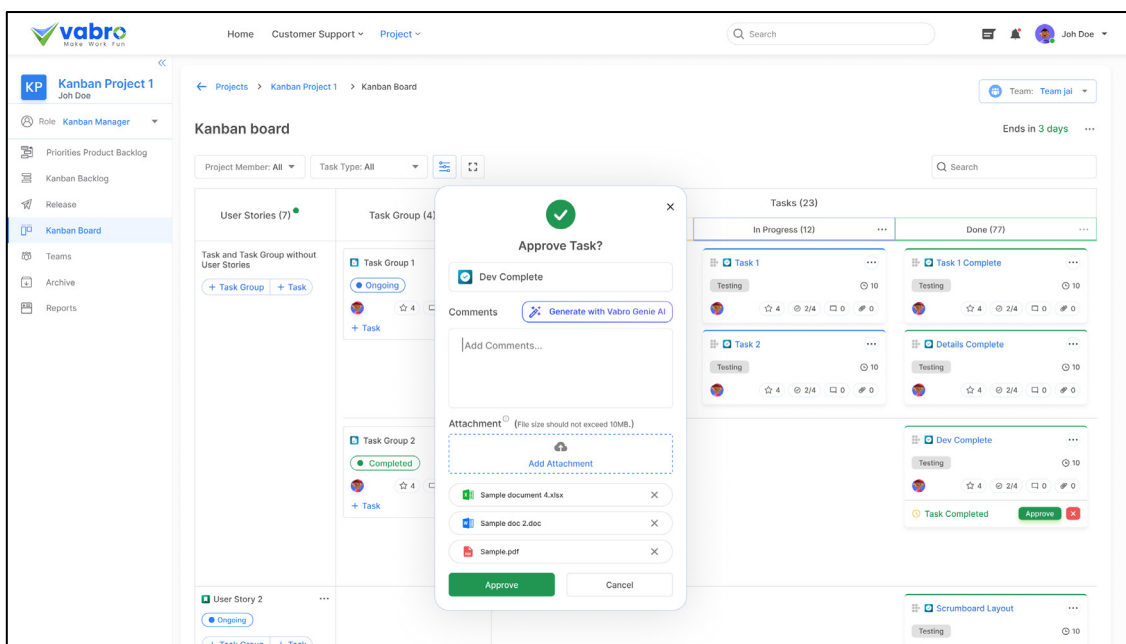 vabro
Make Work Fun
Home Customer Support Project
Search
Joh Doe
KP
Kanban Project 1
Joh Doe
Role Kanban Manager
Priorities Product Backlog
Kanban Backlog
Release
Kanban Board
Teams
Archive
Reports
Projects > Kanban Project 1 > Kanban Board
Team: Team jai
Kanban board
Ends in 3 days
Project Member: All
Task Type: All
Search
User Stories (7)
Task Group (4)
Tasks (23)
In Progress (12)
Done (77)
Task and Task Group without
User Stories
+ Task Group + Task
Task Group 1
Ongoing
4
+ Task
Task Group 2
Completed
4
+ Task
User Story 2
Ongoing
+ Task Group + Task
Approve Task?
Dev Complete
Comments
Generate with Vabro Genie AI
Add Comments...
Attachment (File size should not exceed 10MB.)
Add Attachment
Sample document 4.xlsx
Sample doc 2.doc
Sample.pdf
Approve
Cancel
Task 1
Testing 10
4 2/4 0 0
Task 2
Testing 10
4 2/4 0 0
Task 1 Complete
Testing 10
4 2/4 0 0
Details Complete
Testing 10
4 2/4 0 0
Dev Complete
Testing 10
4 2/4 0 0
Task Completed Approve
Scrumboard Layout
Testing 10